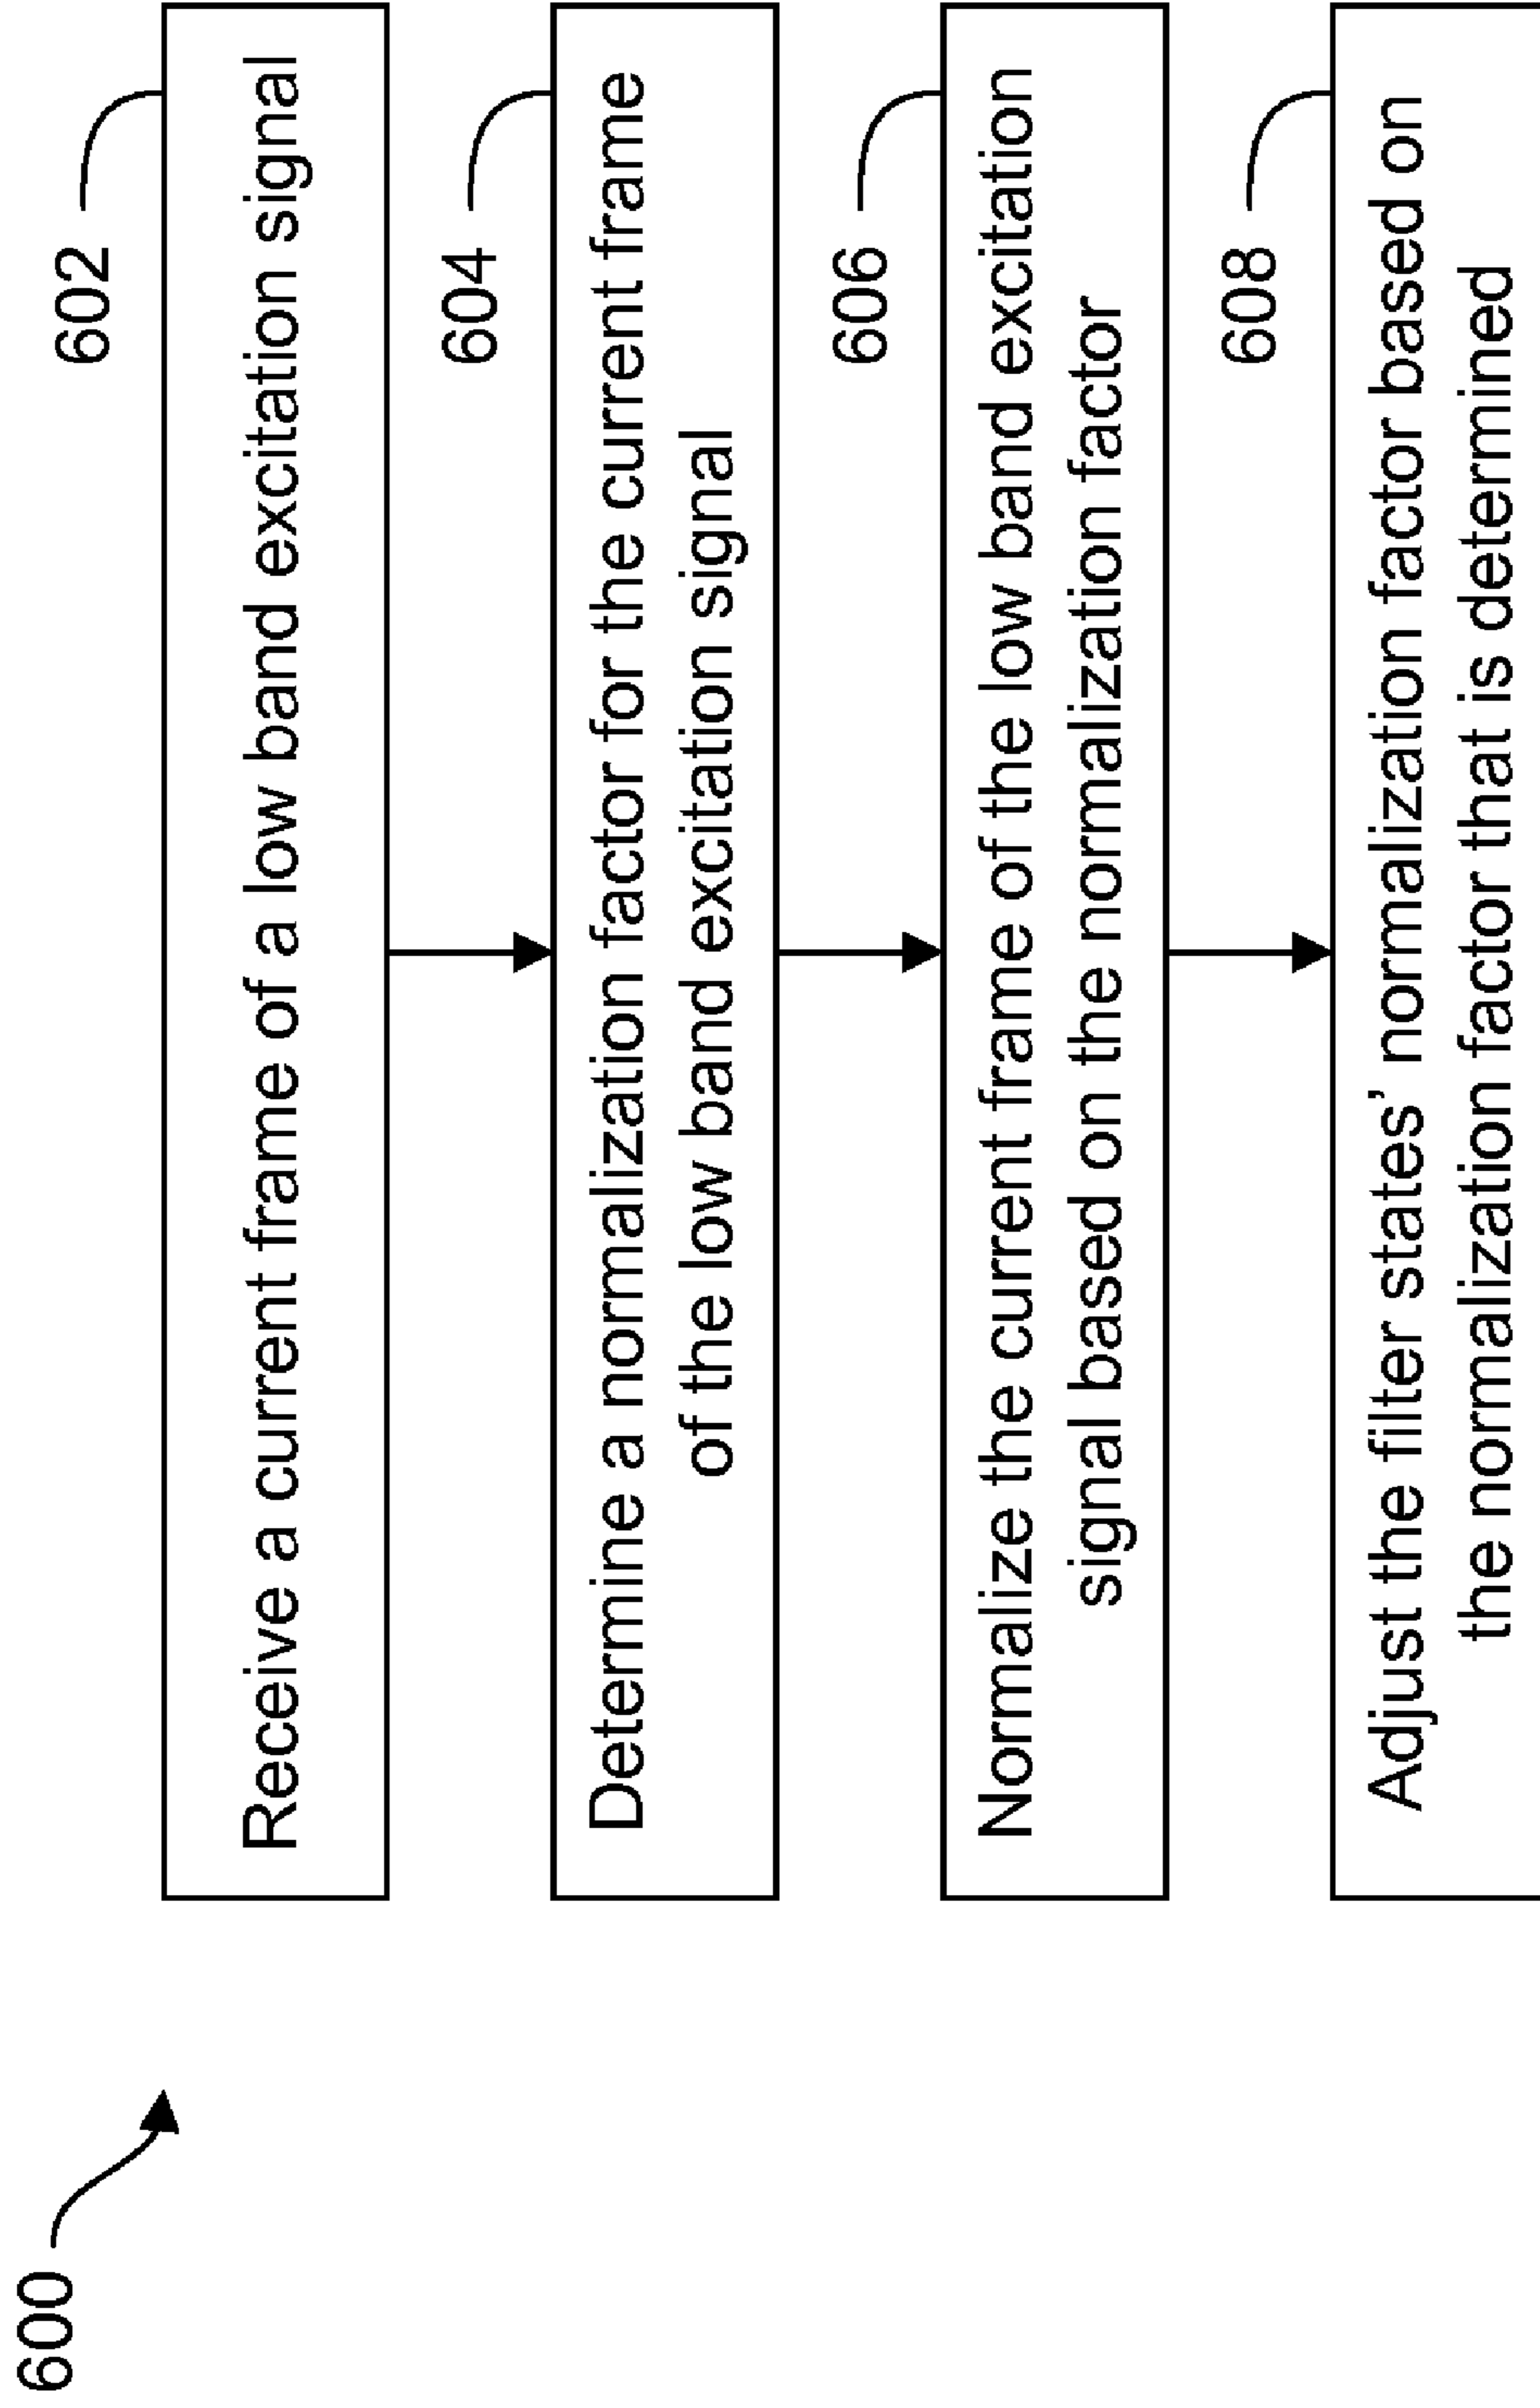 600
602
Receive a current frame of a low band excitation signal
604
Determine a normalization factor for the current frame
of the low band excitation signal
606
Normalize the current frame of the low band excitation
signal based on the normalization factor
608
Adjust the filter states’ normalization factor based on
the normalization factor that is determined